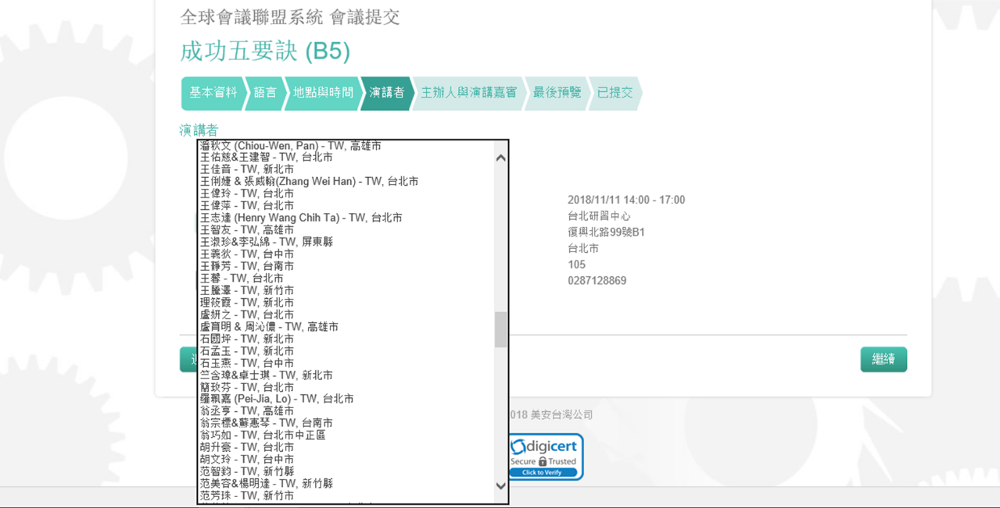 全球會議聯盟系統 會議提交
成功五要訣 (B5)
基本資料 語言 地點與時間 演講者 主辦人與演講嘉賓 最後預覽 已提交
演講者
潘秋文 (Chiou-Wen, Pan) - TW, 高雄市
王佑慈&王建智 - TW, 台北市
王佳音 - TW, 新北市
王俐婕 & 張威翰(Zhang Wei Han) - TW, 台北市
王偉玲 - TW, 台北市
王偉萍 - TW, 台北市
王志達 (Henry Wang Chih Ta) - TW, 台北市
王智友 - TW, 高雄市
王淑珍&李弘綿 - TW, 屏東縣
王義狄 - TW, 台中市
王靜芳 - TW, 台南市
王馨 - TW, 台北市
王騰澤 - TW, 新竹市
理筱霞 - TW, 新北市
盧妍之 - TW, 台北市
盧育明 & 周沁儂 - TW, 高雄市
石國坪 - TW, 新北市
石孟玉 - TW, 新北市
石玉燕 - TW, 台中市
竺含瑋&卓士琪 - TW, 新北市
簡玫芬 - TW, 台北市
羅珮嘉 (Pei-Jia, Lo) - TW, 台北市
翁丞亨 - TW, 高雄市
翁宗標&蘇惠琴 - TW, 台南市
翁巧如 - TW, 台北市中正區
胡升豪 - TW, 台北市
胡文玲 - TW, 台中市
范智鈞 - TW, 新竹縣
范美容&楊明達 - TW, 新竹縣
范芳珠 - TW, 新竹市
2018/11/11 14:00 - 17:00
台北研習中心
復興北路99號B1
台北市
105
0287128869
繼續
018 美安台灣公司
digicert
Secure Trusted
Click to Verify